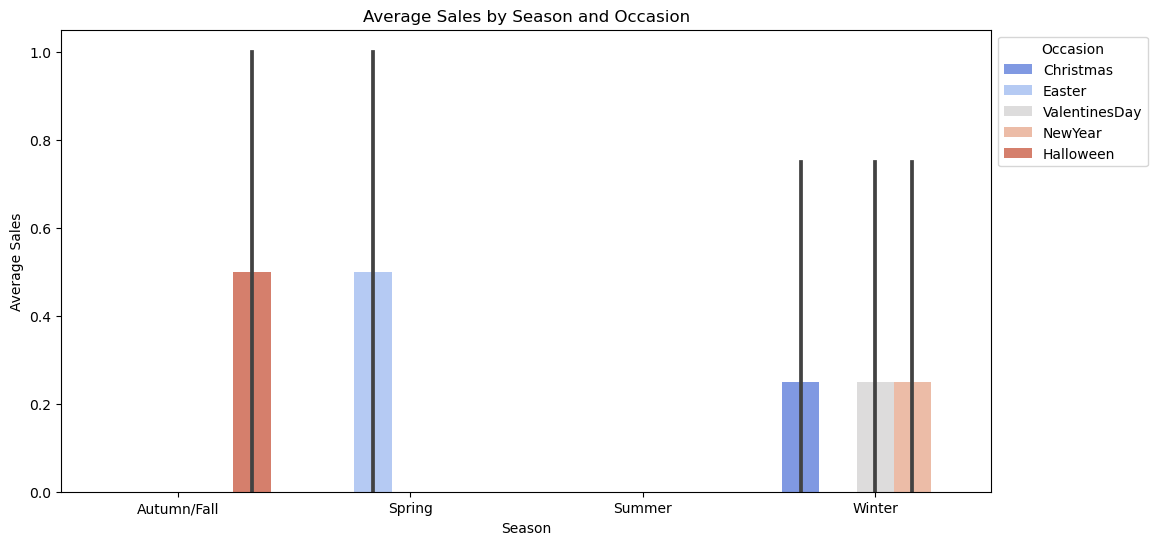 Average Sales by Season and Occasion
Average Sales
1.0
0.8
0.6
0.4
0.2
0.0
Autumn/Fall Spring Summer Winter
Season
Occasion
Christmas
Easter
ValentinesDay
NewYear
Halloween